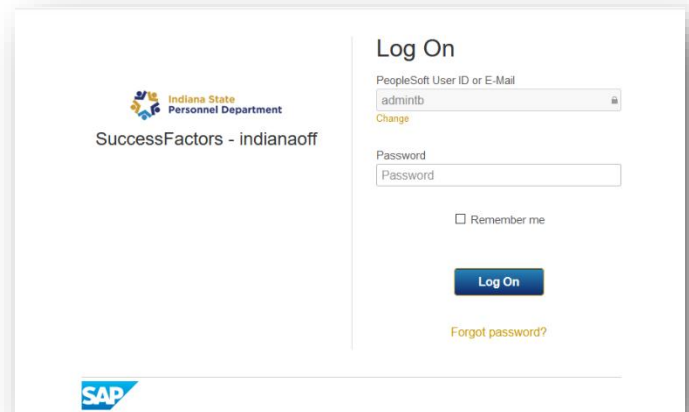 Indiana State
Personnel Department
SuccessFactors - indianaoff
Log On
PeopleSoft User ID or E-Mail
admintb
Change
Password
Password
Remember me
Log On
Forgot password?
SAP